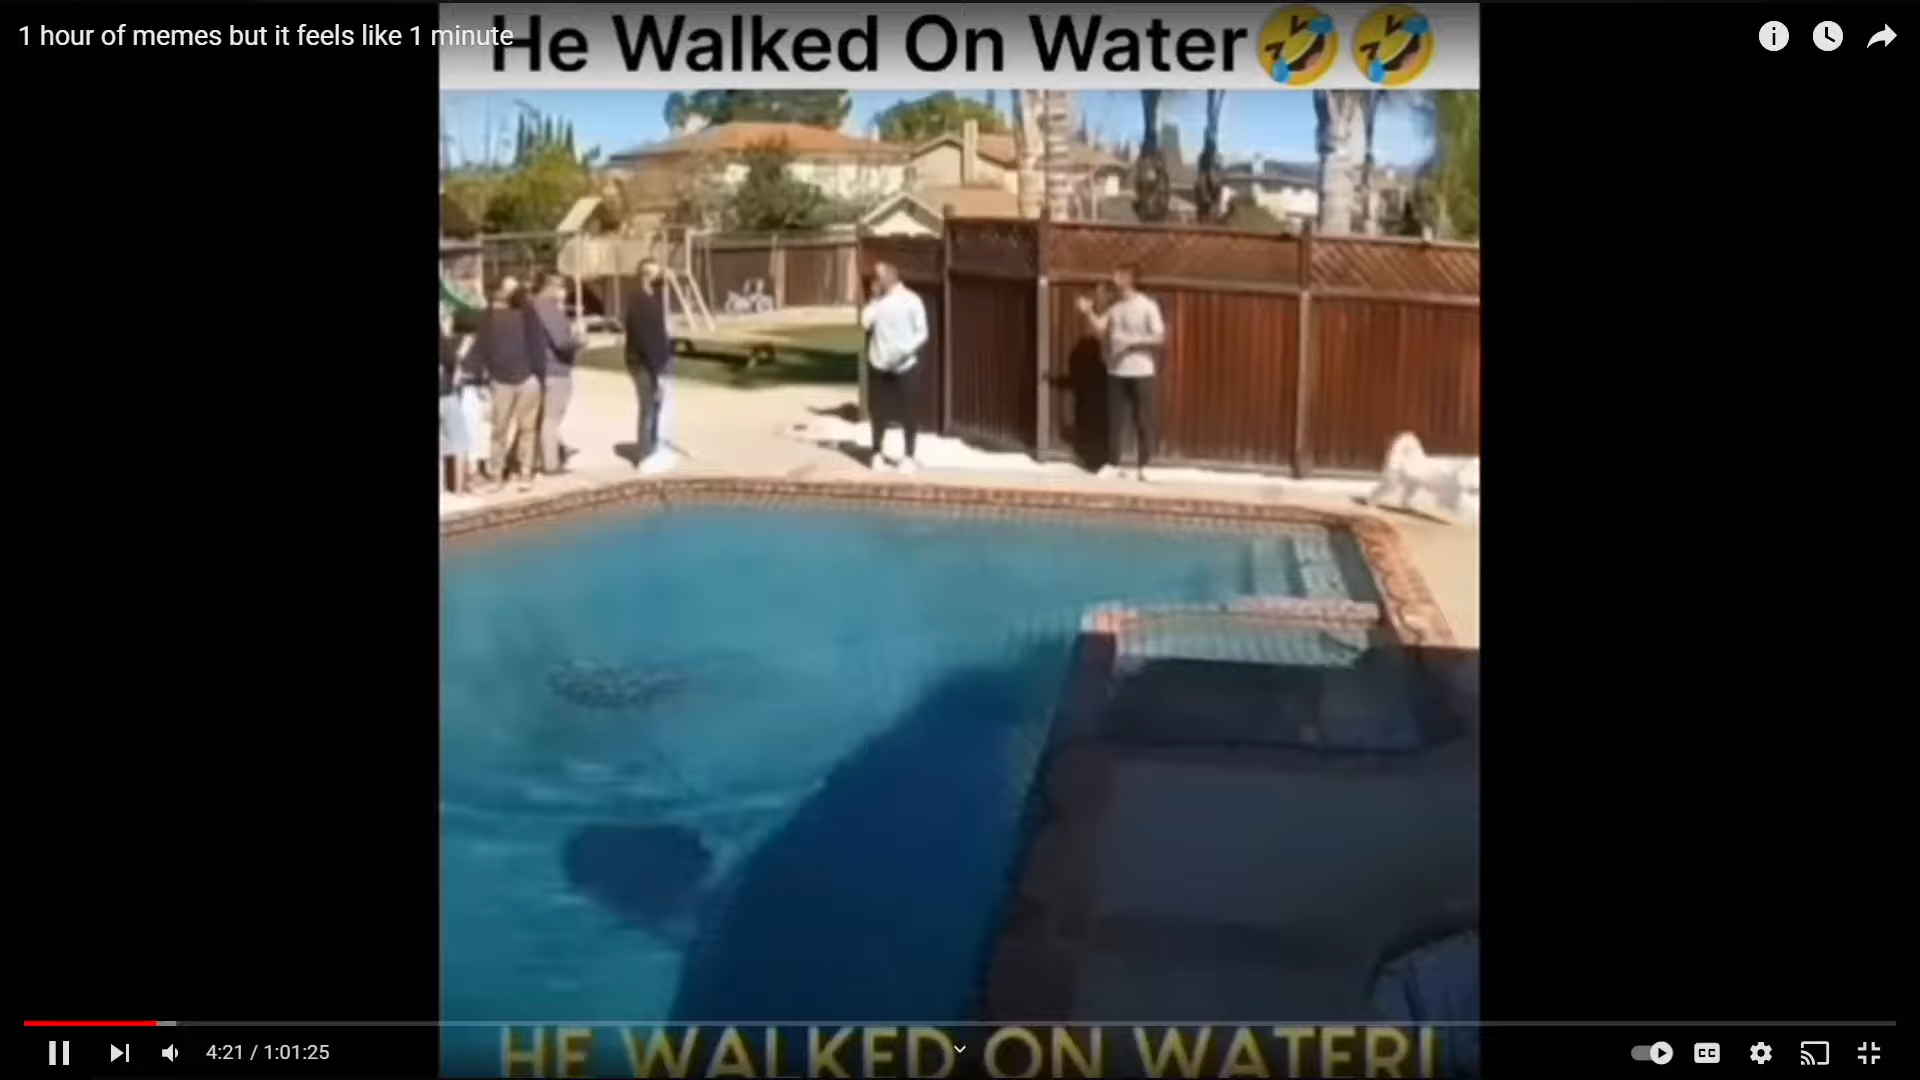 1 hour of memes but it feels like 1 minute
He Walked On Water🤣🤣
HE WALKED ON WATER!
4:21 / 1:01:25
CC